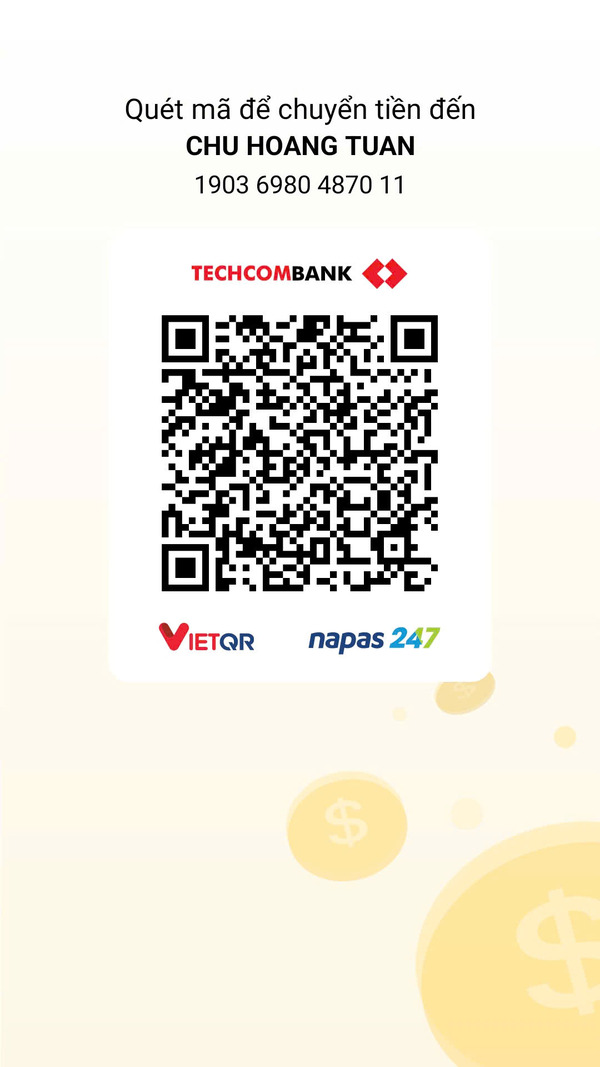 Quét mã để chuyển tiền đến
CHU HOANG TUAN
1903 6980 4870 11
TECHCOMBANK
VIETQR
napas 247